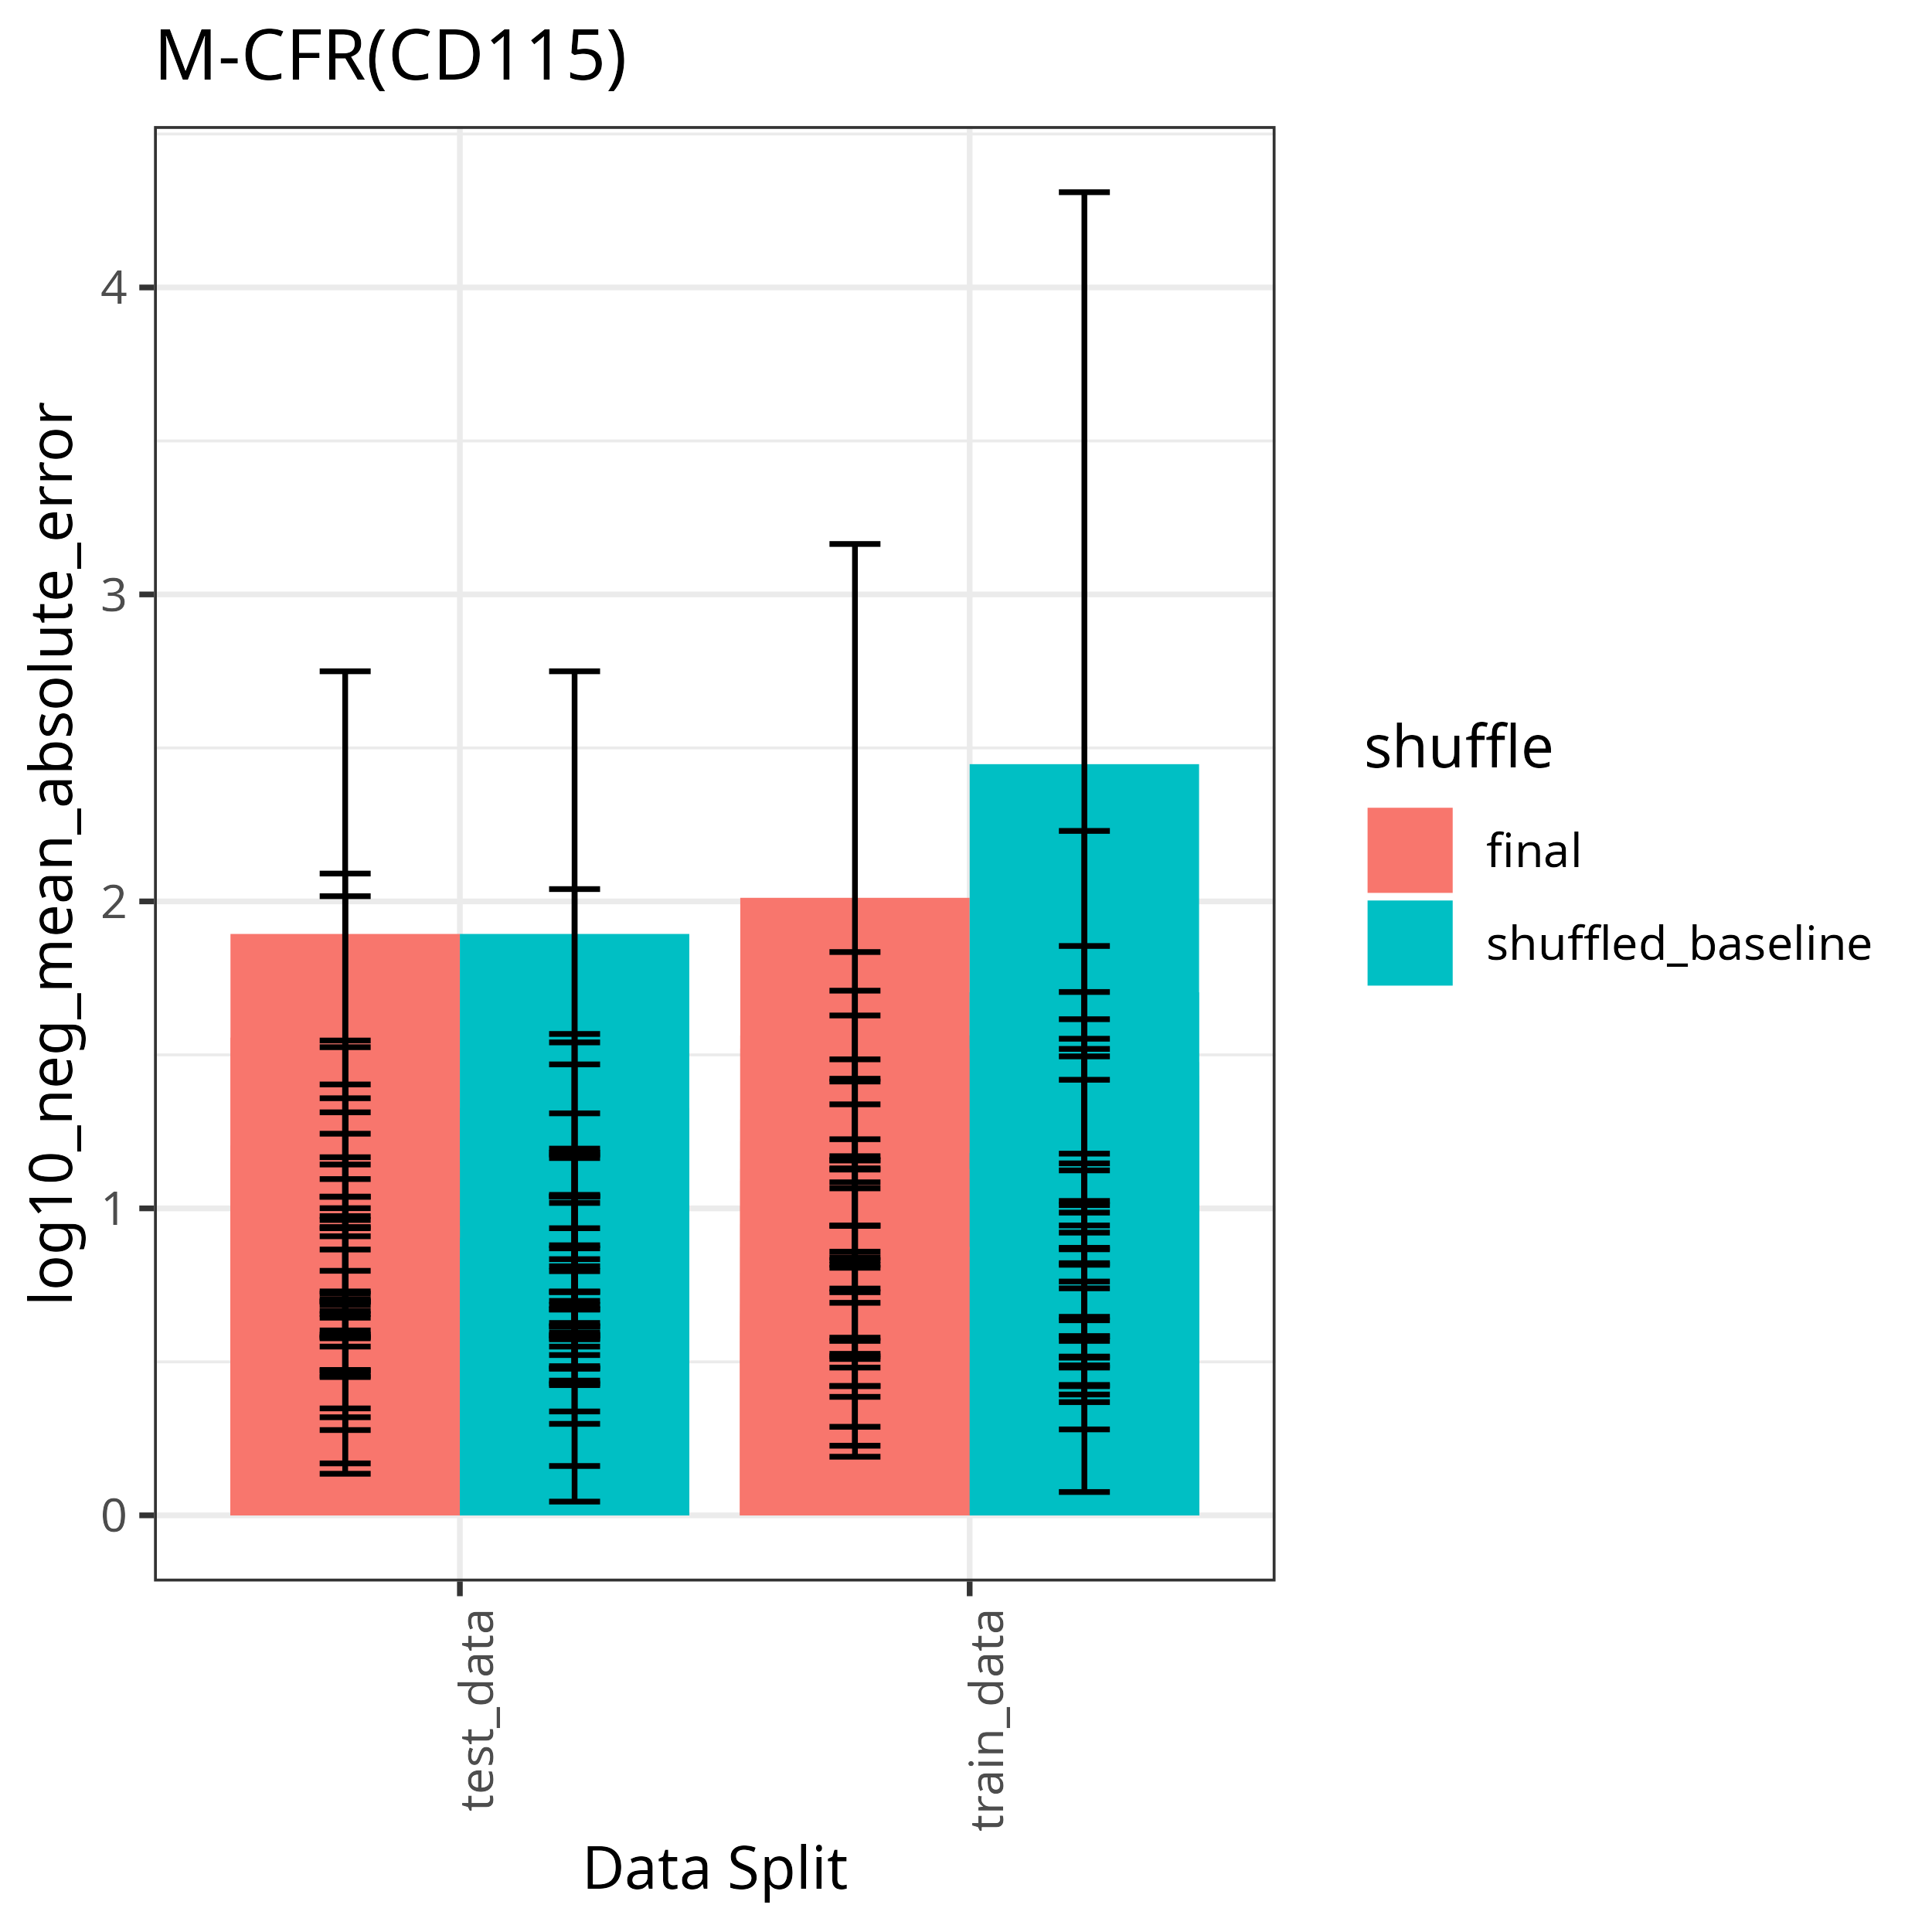 M-CFR(CD115)
log10_neg_mean_absolute_error
4
3
2
1
0
test_data
train_data
Data Split
shuffle
final
shuffled_baseline